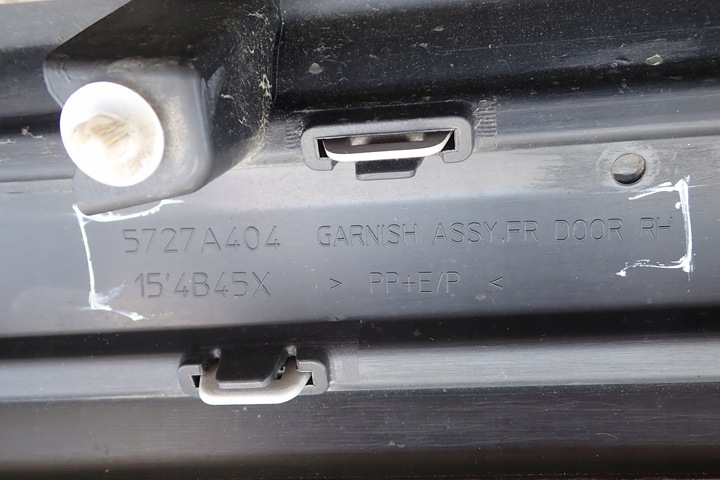 5727A404 GARNISH ASSY,FR DOOR RH
15'4B45X > PP+E/P <